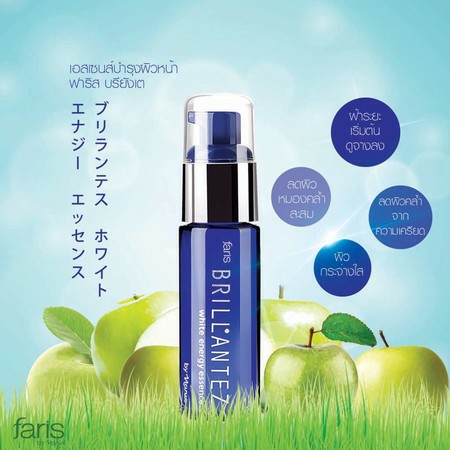 เอสเซนส์บำรุงผิวหน้า
ฟาริส บรียังเต
ブリランテス ホワイト
エナジー エッセンス
ฝ้าระยะ
เริ่มต้น
ดูจางลง
ลดผิว
หมองคล้ำ
สะสม
ลดผิวคล้ำ
จาก
ความเครียด
ผิว
กระจ่างใส
faris
BRILLANTEZ
white energy essence
by Naris
faris
by Naris